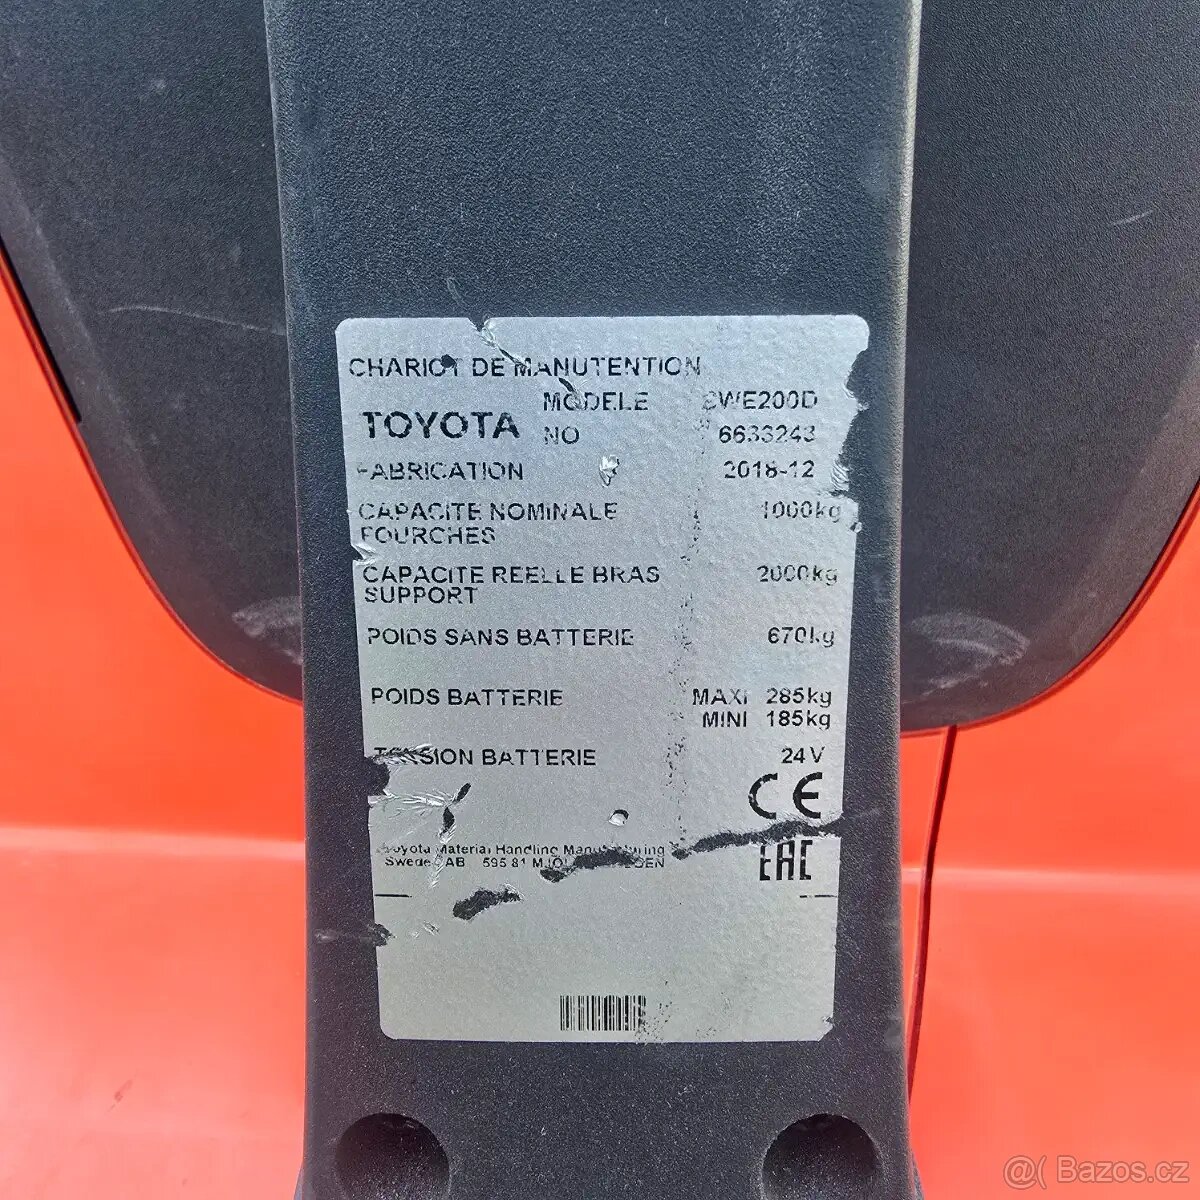 CHARIOT DE MANUTENTION
MODELE SWE200D
TOYOTA
NO 6633243
FABRICATION 2018-12
CAPACITE NOMINALE 1000kg
FOURCHES
CAPACITE REELLE BRAS 2000kg
SUPPORT
POIDS SANS BATTERIE 670kg
POIDS BATTERIE MAXI 285kg
MINI 185kg
TENSION BATTERIE 24V
CE
Toyota Material Handling Manufacturing
Sweden AB 595 81
EAC
@( Bazos.cz